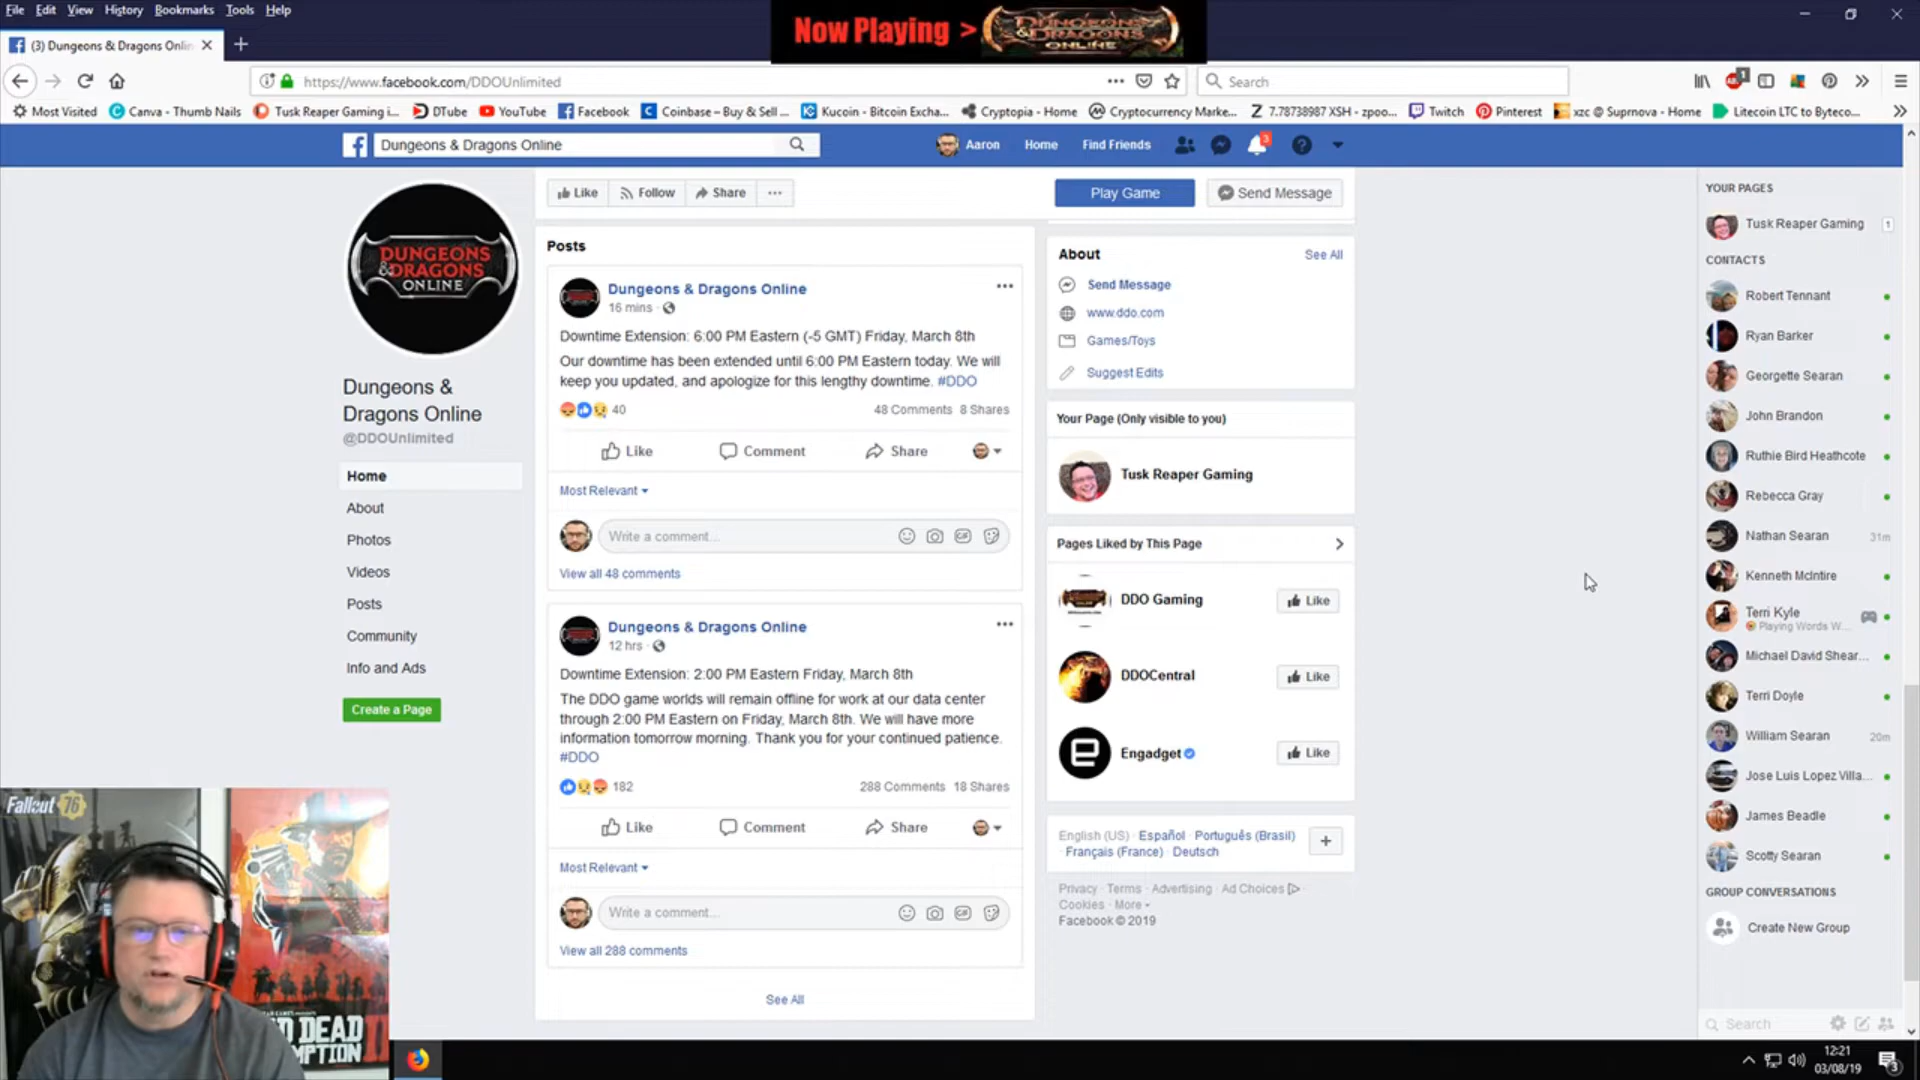 File Edit View History Bookmarks Tools Help
Now Playing > DUNGEONS & DRAGONS ONLINE
(3) Dungeons & Dragons Onlin
https://www.facebook.com/DDOUnlimited
Search
Most Visited Canva - Thumb Nails Tusk Reaper Gaming i... DTube YouTube Facebook Coinbase – Buy & Sell ... Kucoin - Bitcoin Excha... Cryptopia - Home Cryptocurrency Marke... 7.78738987 XSH - zpoo... Twitch Pinterest xzc @ Suprnova - Home Litecoin LTC to Byteco...
Dungeons & Dragons Online
Aaron Home Find Friends 3
Like Follow Share ...
Play Game Send Message
DUNGEONS
& DRAGONS
ONLINE
Dungeons &
Dragons Online
@DDOUnlimited
Home
About
Photos
Videos
Posts
Community
Info and Ads
Create a Page
Posts
Dungeons & Dragons Online
16 mins
Downtime Extension: 6:00 PM Eastern (-5 GMT) Friday, March 8th
Our downtime has been extended until 6:00 PM Eastern today. We will
keep you updated, and apologize for this lengthy downtime. #DDO
40 48 Comments 8 Shares
Like Comment Share
Most Relevant
Write a comment...
View all 48 comments
Dungeons & Dragons Online
12 hrs
Downtime Extension: 2:00 PM Eastern Friday, March 8th
The DDO game worlds will remain offline for work at our data center
through 2:00 PM Eastern on Friday, March 8th. We will have more
information tomorrow morning. Thank you for your continued patience.
#DDO
182 288 Comments 18 Shares
Like Comment Share
Most Relevant
Write a comment...
View all 288 comments
See All
About See All
Send Message
www.ddo.com
Games/Toys
Suggest Edits
Your Page (Only visible to you)
Tusk Reaper Gaming
Pages Liked by This Page
DDO Gaming Like
DDOCentral Like
Engadget Like
English (US) · Español · Português (Brasil)
· Français (France) · Deutsch
Privacy · Terms · Advertising · Ad Choices ·
Cookies · More
Facebook © 2019
YOUR PAGES
Tusk Reaper Gaming 1
CONTACTS
Robert Tennant
Ryan Barker
Georgette Searan
John Brandon
Ruthie Bird Heathcote
Rebecca Gray
Nathan Searan 31m
Kenneth McIntire
Terri Kyle
Playing Words W...
Michael David Shear...
Terri Doyle
William Searan 20m
Jose Luis Lopez Villa...
James Beadle
Scotty Searan
GROUP CONVERSATIONS
Create New Group
Search
Fallout 76
DEAD
12:21
03/08/19
3